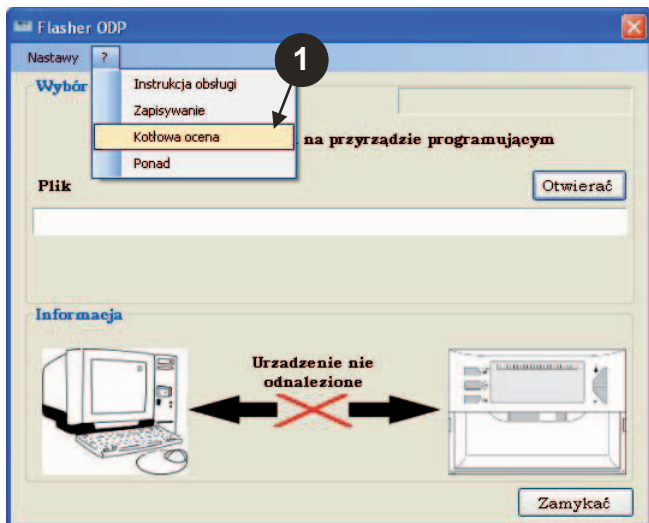 Flasher ODP
Nastawy ?
Wybór
1
Instrukcja obsługi
Zapisywanie
Kotłowa ocena
Ponad
na przyrządzie programującym
Plik
Otwierać
Informacja
Urzadzenie nie
odnalezione
Zamykać